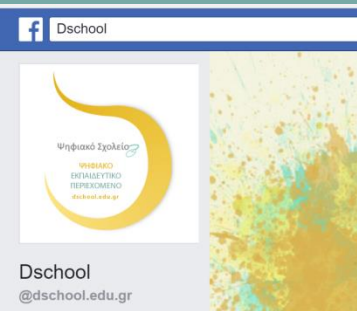 Dschool
Ψηφιακό Σχολείο
ΨΗΦΙΑΚΟ
ΕΚΠΑΙΔΕΥΤΙΚΟ
ΠΕΡΙΕΧΟΜΕΝΟ
dschool.edu.gr
Dschool
@dschool.edu.gr